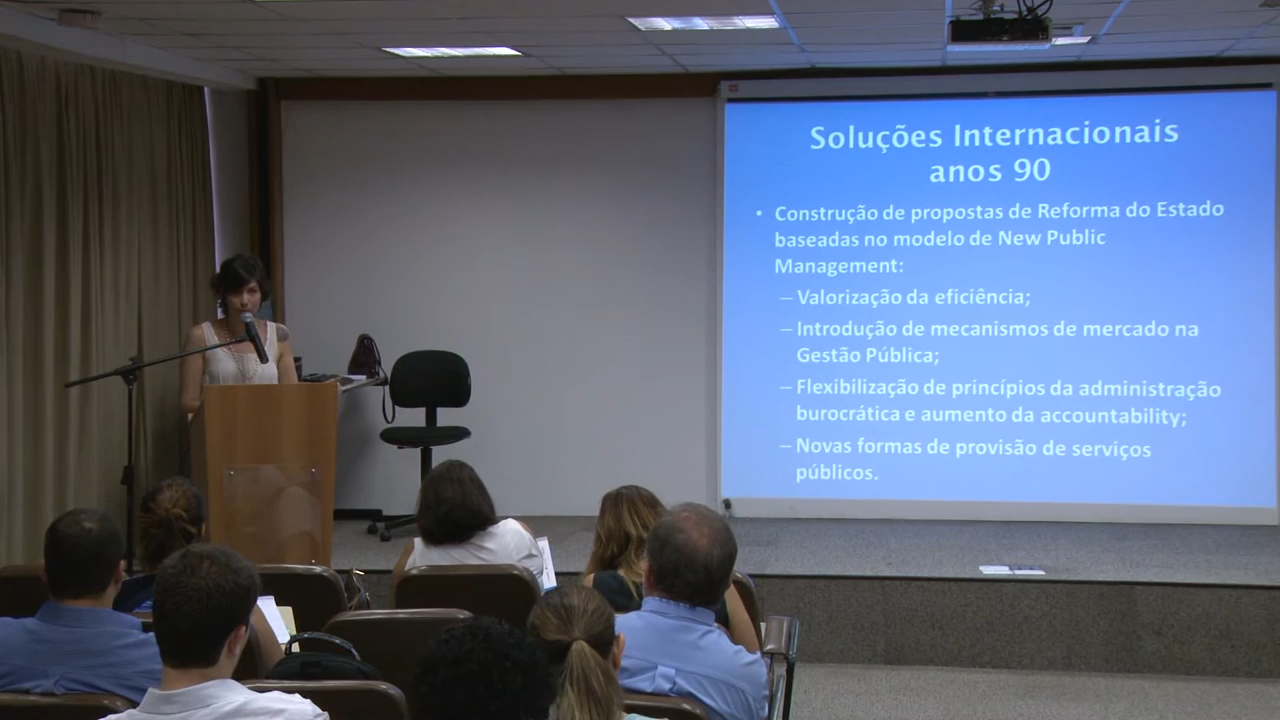 Soluções Internacionais
anos 90
• Construção de propostas de Reforma do Estado
baseadas no modelo de New Public
Management:
– Valorização da eficiência;
– Introdução de mecanismos de mercado na
Gestão Pública;
– Flexibilização de princípios da administração
burocrática e aumento da accountability;
– Novas formas de provisão de serviços
públicos.